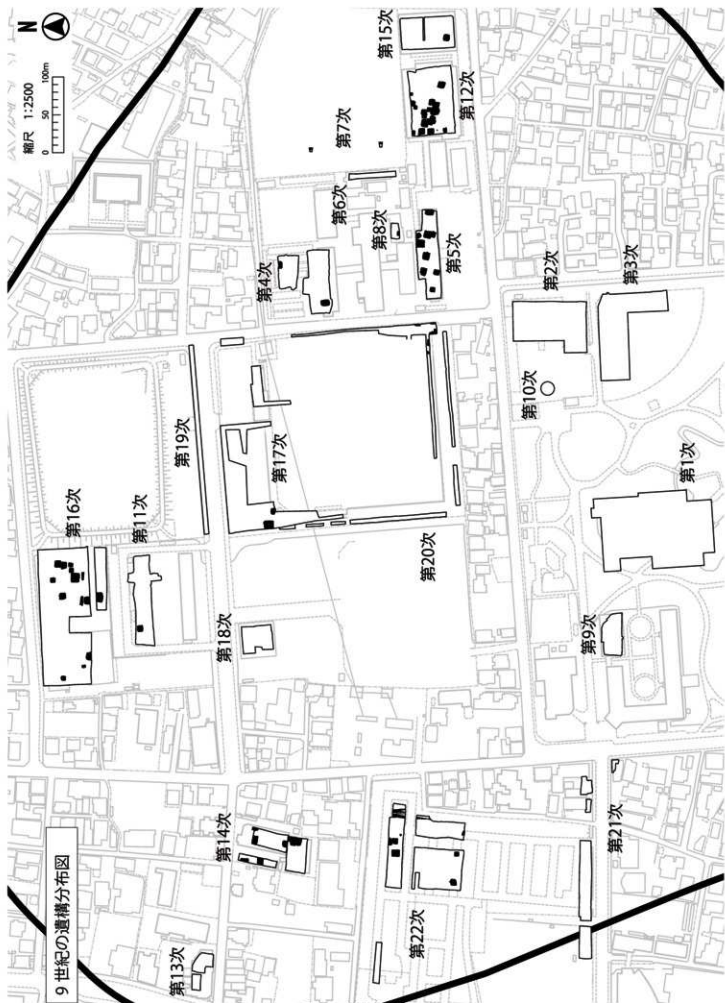 9世紀の遺構分布図
N
縮尺 1:2500
0 50 100m
第13次
第14次
第22次
第21次
第16次
第11次
第19次
第18次
第17次
第20次
第9次
第1次
第10次
第2次
第3次
第4次
第6次
第7次
第8次
第5次
第15次
第12次